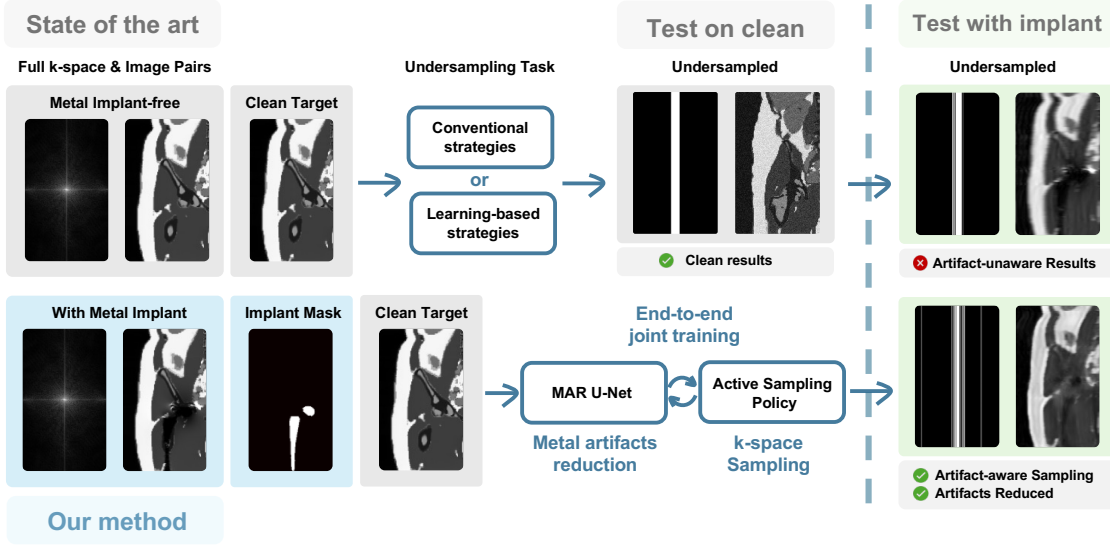 State of the art
Test on clean
Test with implant
Full k-space & Image Pairs
Undersampling Task
Undersampled
Undersampled
Metal Implant-free
Clean Target
Conventional
strategies
or
Learning-based
strategies
Clean results
Artifact-unaware Results
With Metal Implant
Implant Mask
Clean Target
End-to-end
joint training
MAR U-Net
Active Sampling
Policy
Metal artifacts
reduction
k-space
Sampling
Artifact-aware Sampling
Artifacts Reduced
Our method